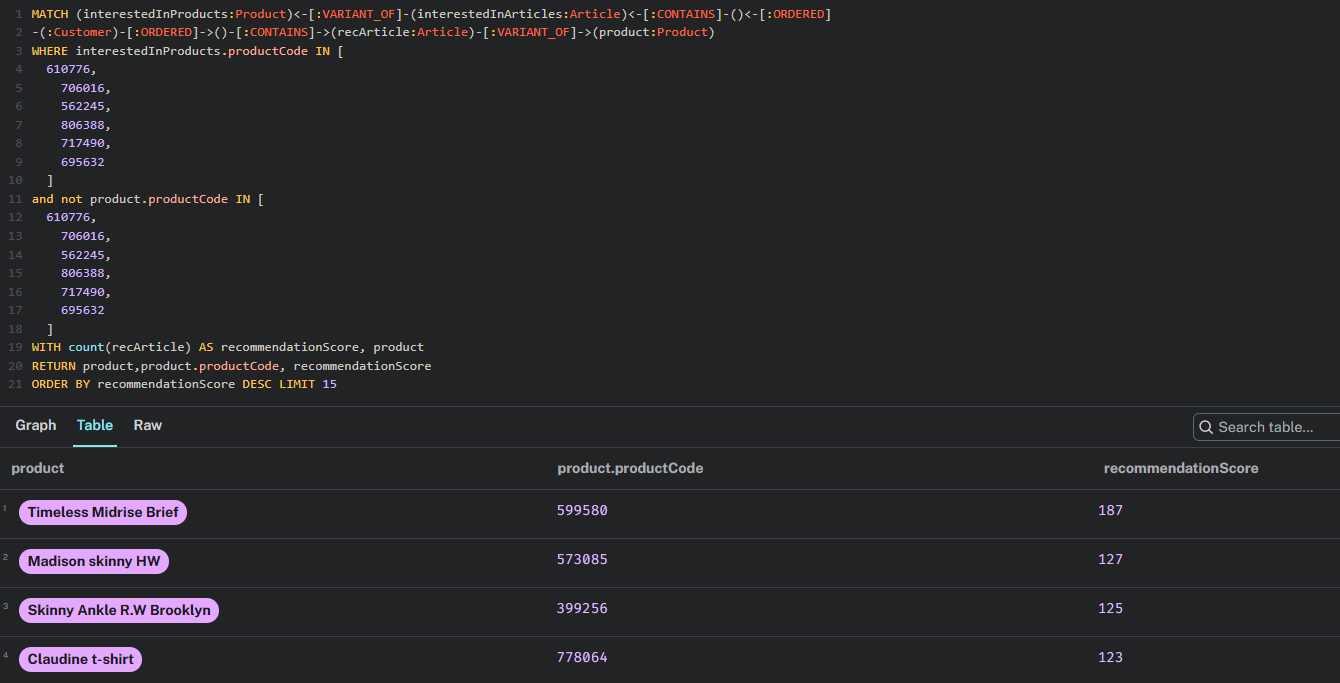 1 MATCH (interestedInProducts:Product)<-[:VARIANT_OF]-(interestedInArticles:Article)<-[:CONTAINS]-()<-[:ORDERED]
2 -(:Customer)-[:ORDERED]->()-[:CONTAINS]->(recArticle:Article)-[:VARIANT_OF]->(product:Product)
3 WHERE interestedInProducts.productCode IN [
4 610776,
5 706016,
6 562245,
7 806388,
8 717490,
9 695632
10 ]
11 and not product.productCode IN [
12 610776,
13 706016,
14 562245,
15 806388,
16 717490,
17 695632
18 ]
19 WITH count(recArticle) AS recommendationScore, product
20 RETURN product,product.productCode, recommendationScore
21 ORDER BY recommendationScore DESC LIMIT 15
Graph Table Raw Search table...
product product.productCode recommendationScore
1 Timeless Midrise Brief 599580 187
2 Madison skinny HW 573085 127
3 Skinny Ankle R.W Brooklyn 399256 125
4 Claudine t-shirt 778064 123